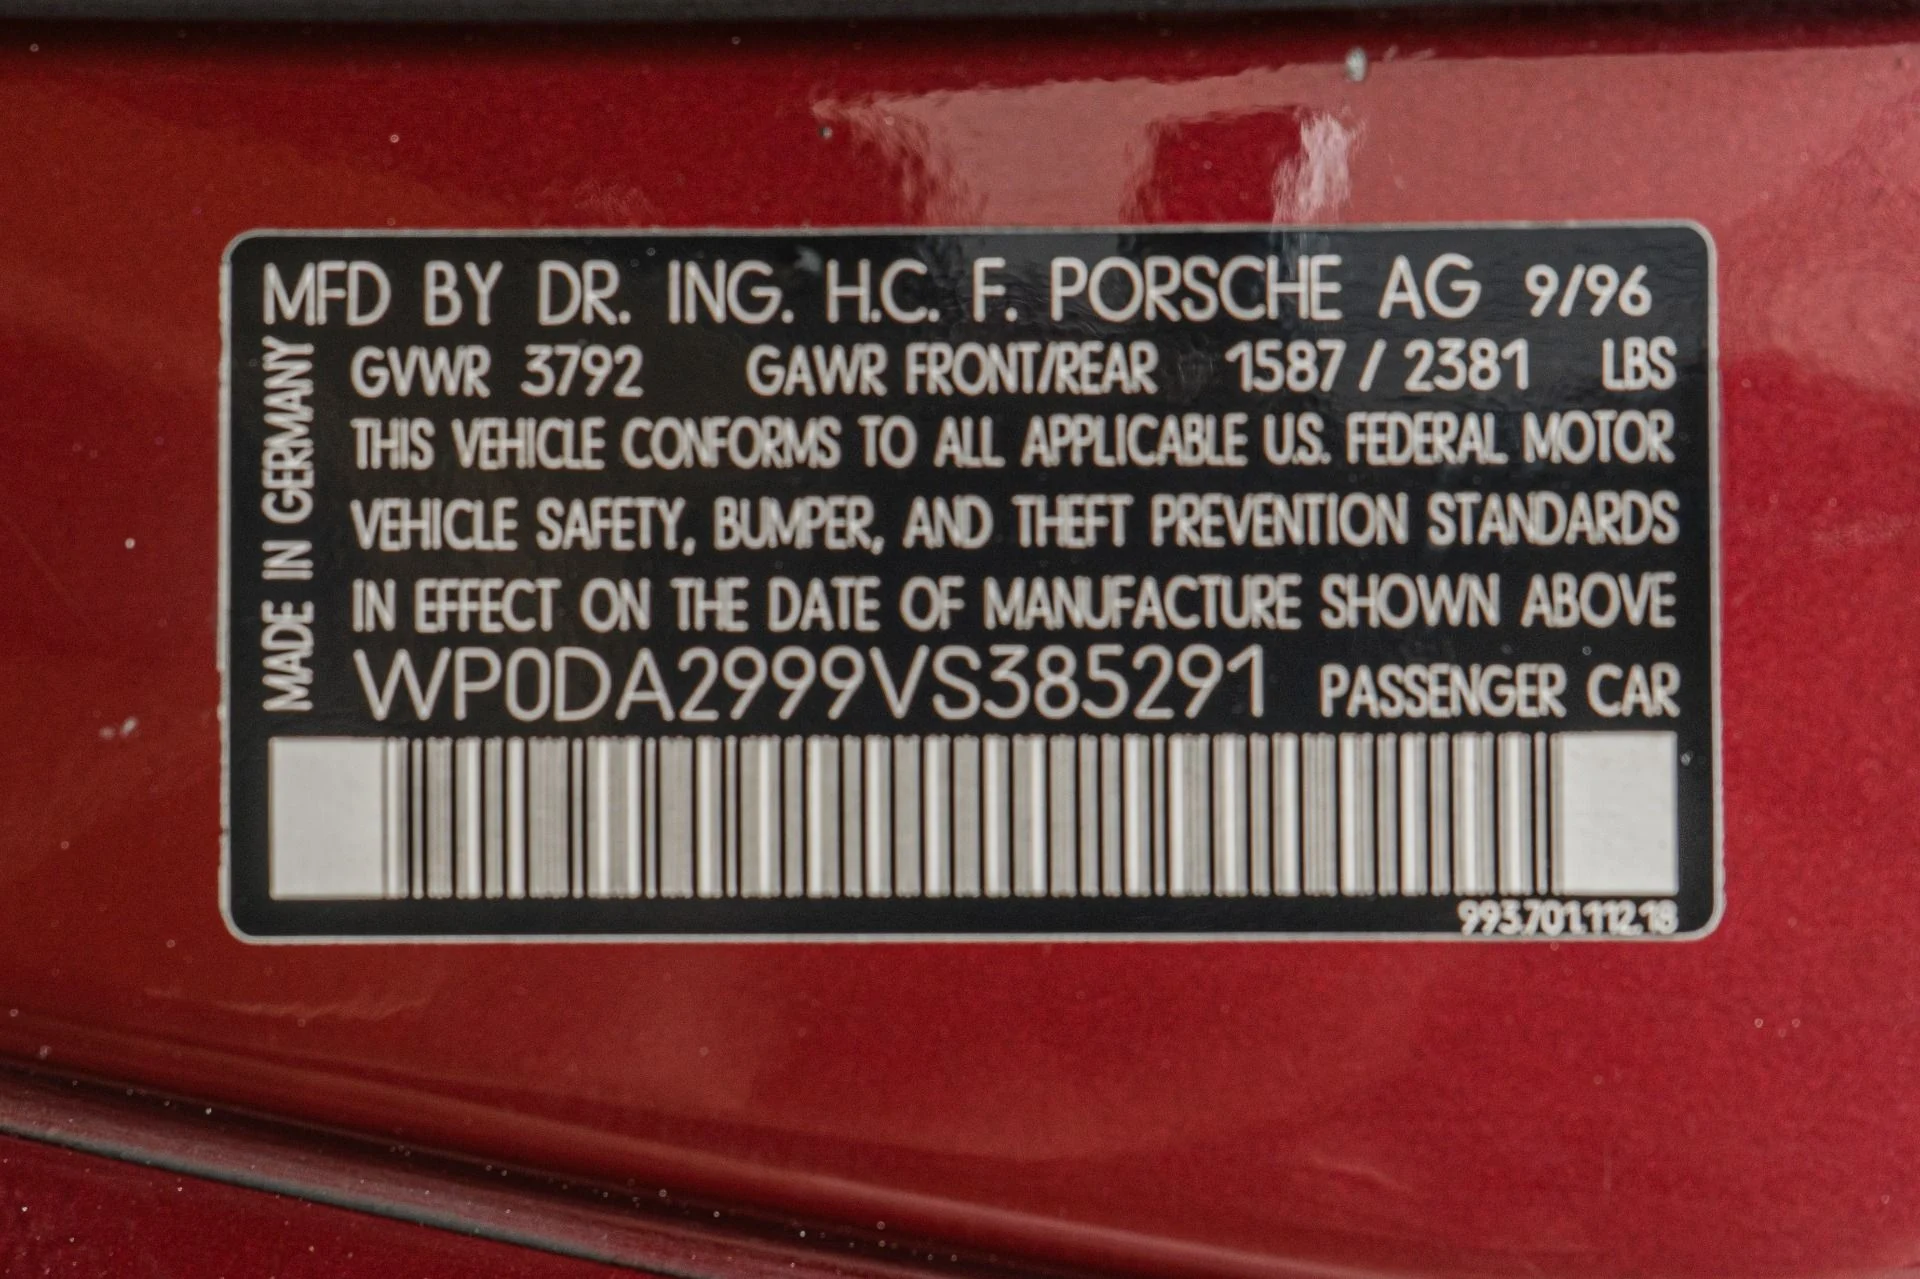 MFD BY DR. ING. H.C. F. PORSCHE AG 9/96
GVWR 3792 GAWR FRONT/REAR 1587 / 2381 LBS
THIS VEHICLE CONFORMS TO ALL APPLICABLE U.S. FEDERAL MOTOR
VEHICLE SAFETY, BUMPER, AND THEFT PREVENTION STANDARDS
IN EFFECT ON THE DATE OF MANUFACTURE SHOWN ABOVE
WP0DA2999VS385291 PASSENGER CAR
MADE IN GERMANY
993.701.112.18